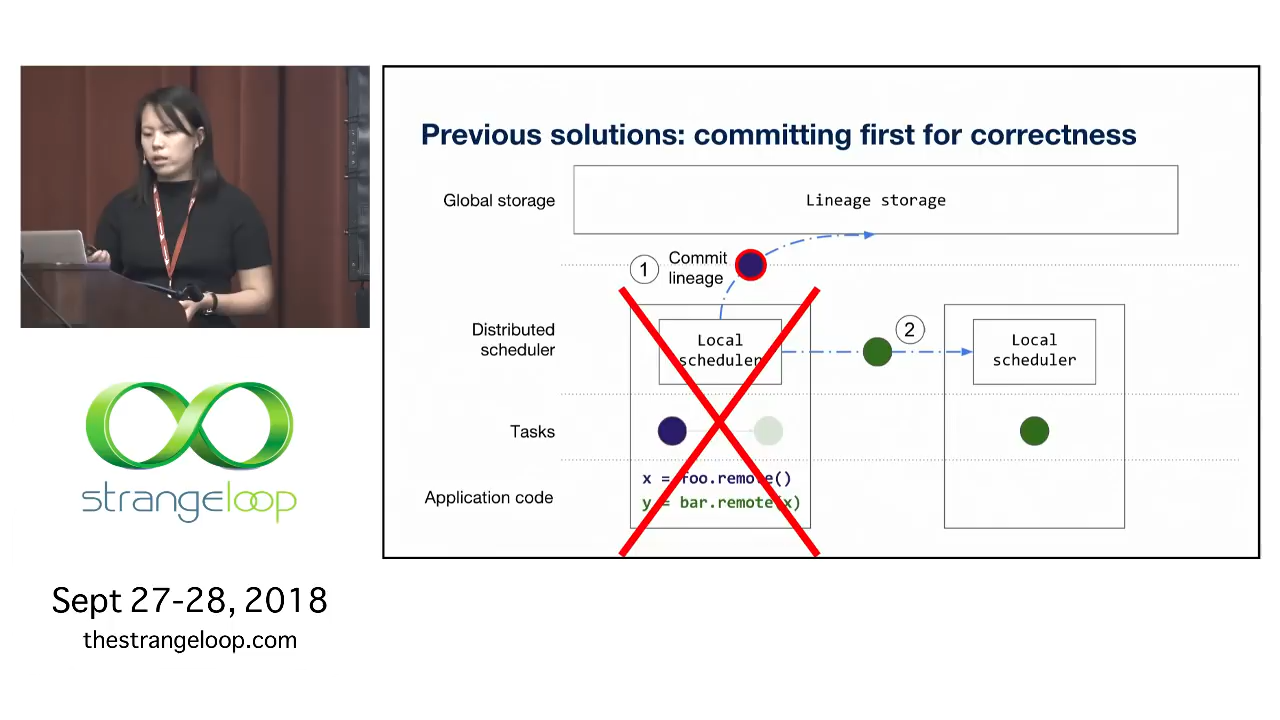 Previous solutions: committing first for correctness
Global storage
Lineage storage
1
Commit
lineage
Distributed
scheduler
Local
scheduler
2
Local
scheduler
Tasks
Application code
x = foo.remote()
y = bar.remote(x)
strangeloop
Sept 27-28, 2018
thestrangeloop.com